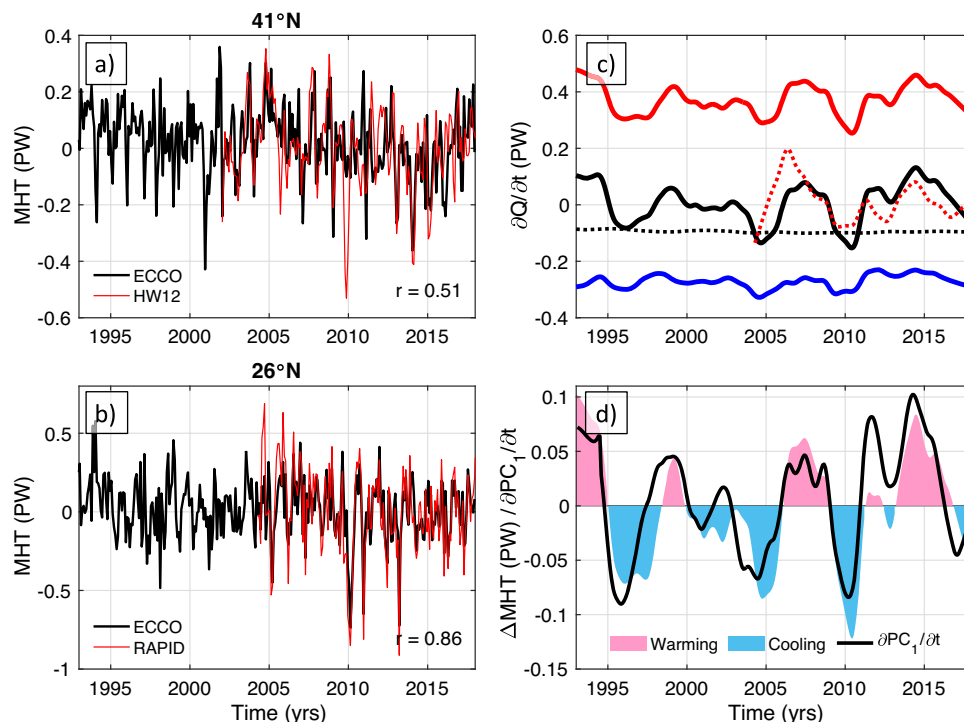 41°N
a)
MHT (PW)
0.4
0.2
0
-0.2
-0.4
-0.6
ECCO
HW12
r = 0.51
1995 2000 2005 2010 2015
c)
∂Q/∂t (PW)
0.6
0.4
0.2
0
-0.2
-0.4
1995 2000 2005 2010 2015
26°N
b)
MHT (PW)
0.5
0
-0.5
-1
ECCO
RAPID
r = 0.86
1995 2000 2005 2010 2015
Time (yrs)
d)
ΔMHT (PW) / ∂PC₁/∂t
0.1
0.05
0
-0.05
-0.1
-0.15
Warming Cooling ∂PC₁/∂t
1995 2000 2005 2010 2015
Time (yrs)